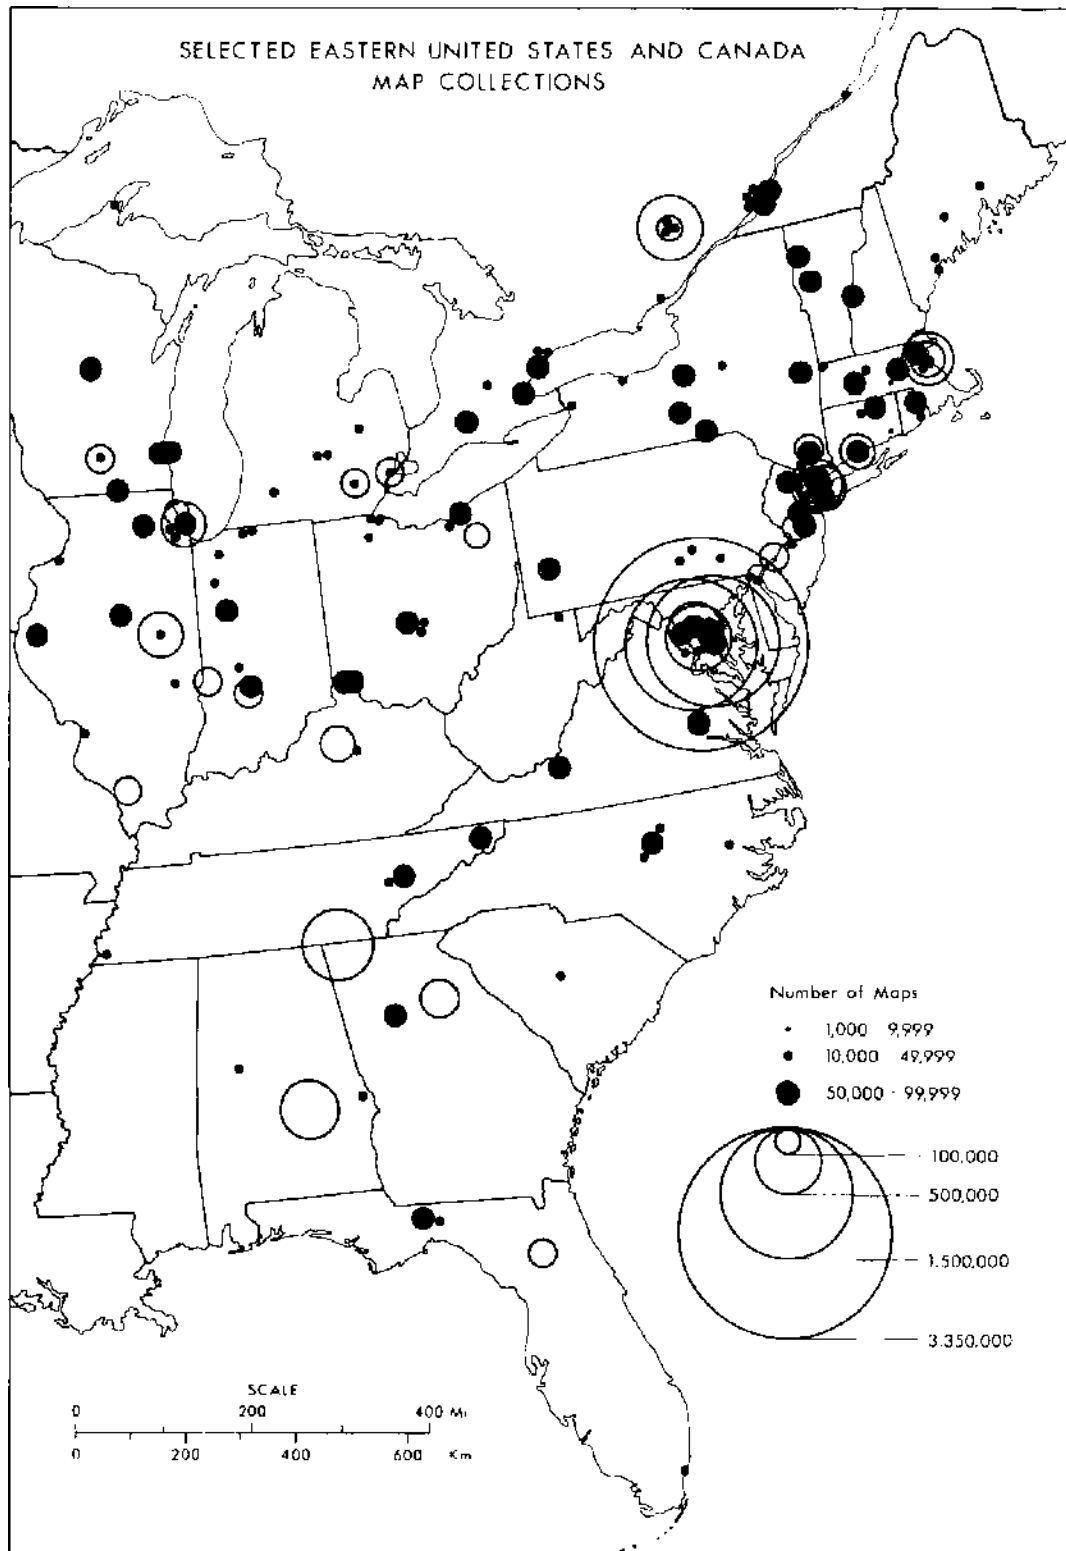 SELECTED EASTERN UNITED STATES AND CANADA
MAP COLLECTIONS
Number of Maps
1,000 9,999
10,000 49,999
50,000 - 99,999
100,000
500,000
1.500,000
3.350,000
SCALE
0 200 400 Mi
0 200 400 600 Km